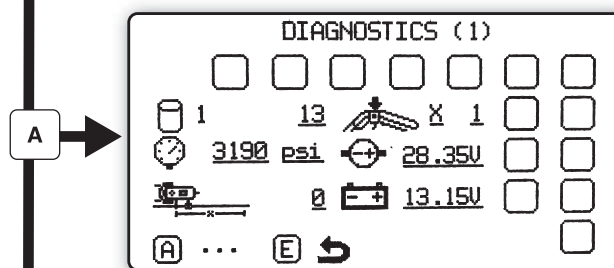 DIAGNOSTICS (1)
1 13 X 1
A
3190 psi -+ 28.35V
0 - + 13.15V
x
A ... E